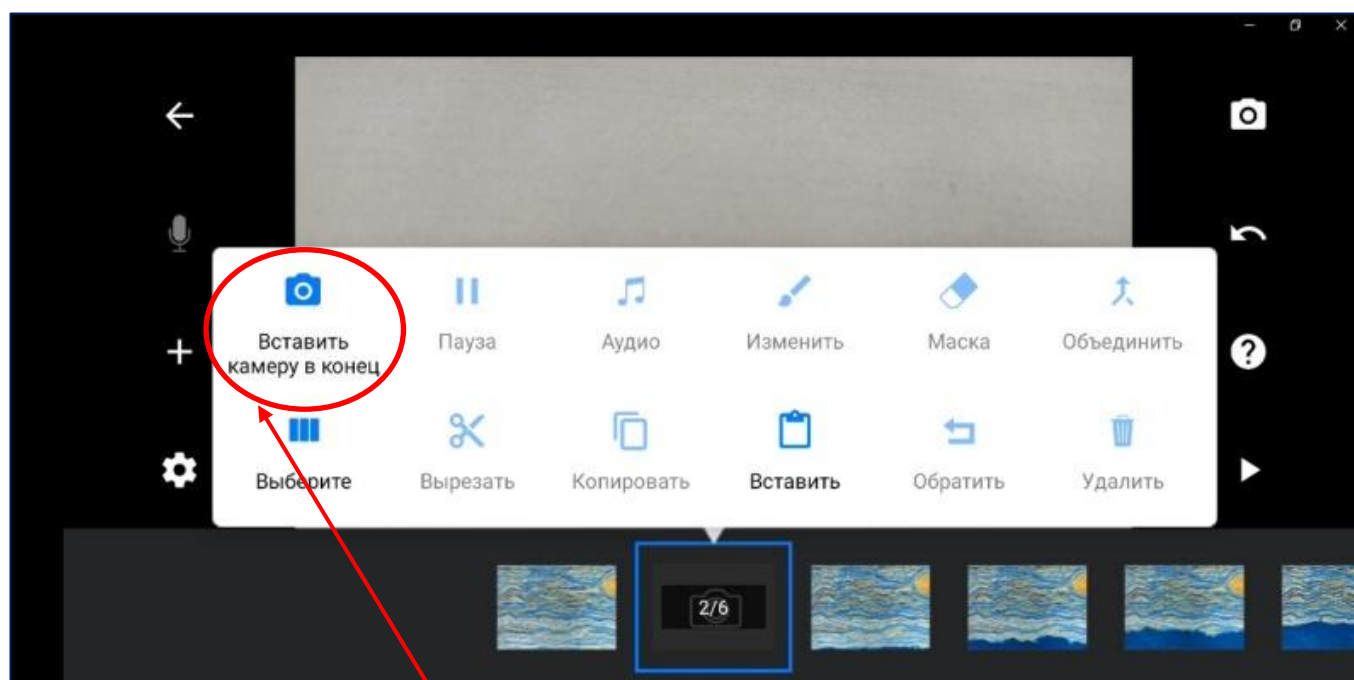 Вставить
камеру в конец
Пауза
Аудио
Изменить
Маска
Объединить
Выберите
Вырезать
Копировать
Вставить
Обратить
Удалить
2/6